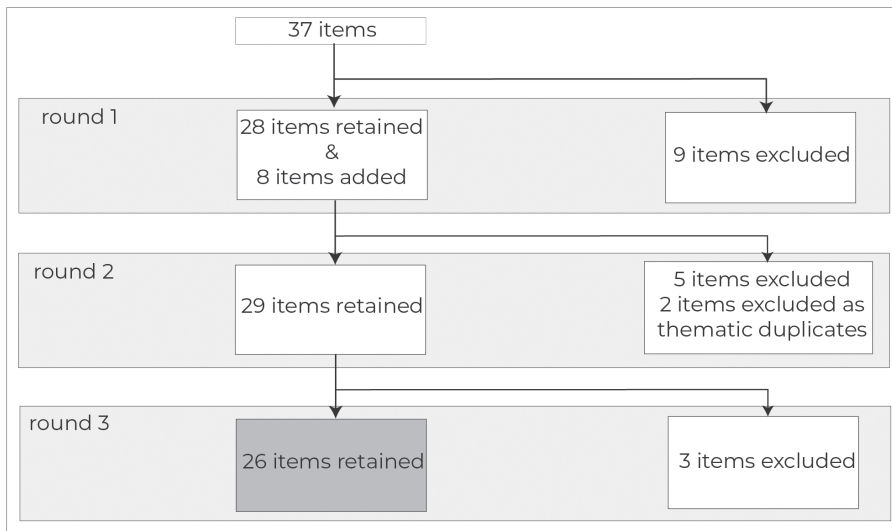 37 items
round 1
28 items retained
&
8 items added
9 items excluded
round 2
29 items retained
5 items excluded
2 items excluded as
thematic duplicates
round 3
26 items retained
3 items excluded